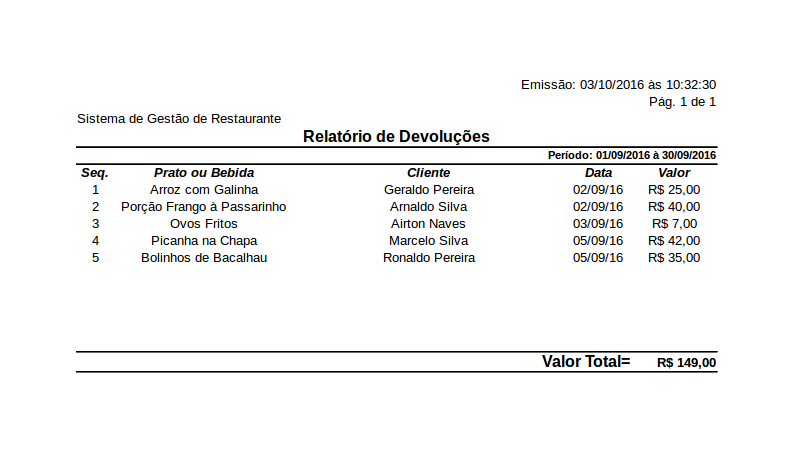 Emissão: 03/10/2016 às 10:32:30
Pág. 1 de 1
Sistema de Gestão de Restaurante
Relatório de Devoluções
Período: 01/09/2016 à 30/09/2016
Seq. Prato ou Bebida Cliente Data Valor
1 Arroz com Galinha Geraldo Pereira 02/09/16 R$ 25,00
2 Porção Frango à Passarinho Arnaldo Silva 02/09/16 R$ 40,00
3 Ovos Fritos Airton Naves 03/09/16 R$ 7,00
4 Picanha na Chapa Marcelo Silva 05/09/16 R$ 42,00
5 Bolinhos de Bacalhau Ronaldo Pereira 05/09/16 R$ 35,00
Valor Total= R$ 149,00